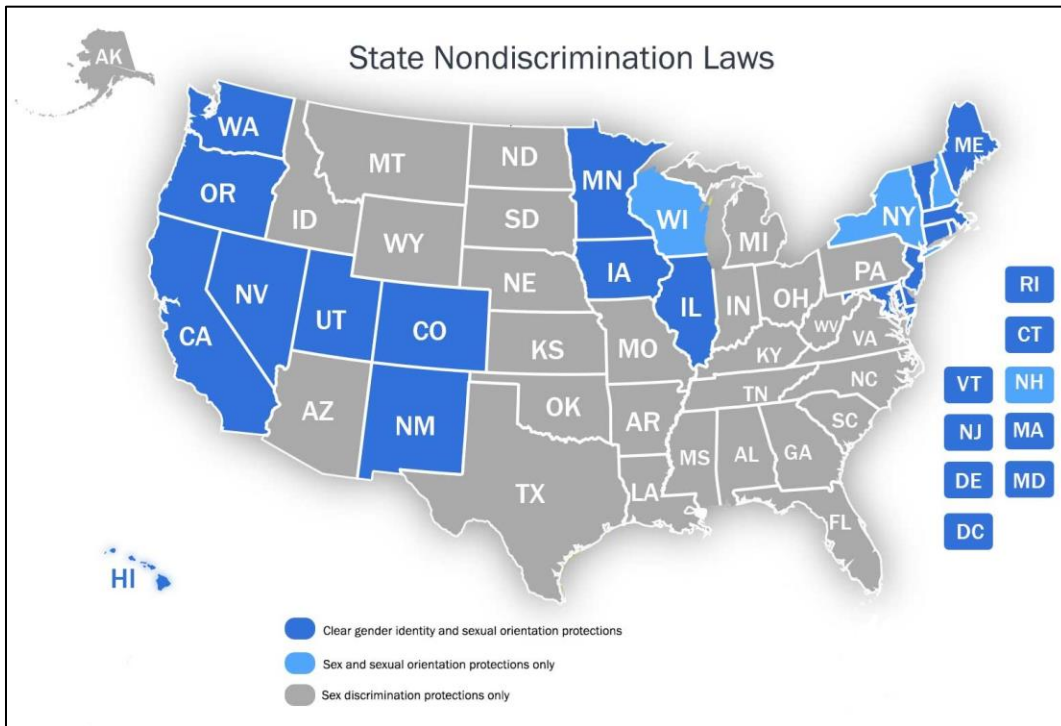 AK
State Nondiscrimination Laws
WA
MT
ND
MN
ME
OR
ID
SD
WI
NY
WY
MI
NE
IA
PA
RI
NV
UT
CO
IL
IN
OH
CA
KS
MO
WV
VA
CT
KY
AZ
NM
OK
AR
TN
NC
VT
NH
SC
NJ
MA
MS
AL
GA
TX
LA
DE
MD
FL
DC
HI
Clear gender identity and sexual orientation protections
Sex and sexual orientation protections only
Sex discrimination protections only